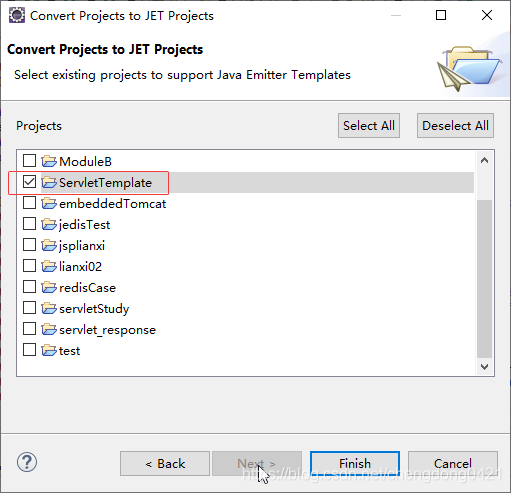 Convert Projects to JET Projects
Convert Projects to JET Projects
Select existing projects to support Java Emitter Templates
Projects
Select All
Deselect All
ModuleB
ServletTemplate
embeddedTomcat
jedisTest
jsplianxi
lianxi02
redisCase
servletStudy
servlet_response
test
< Back
Next >
Finish
Cancel
https://blog.csdn.net/chengdong0421